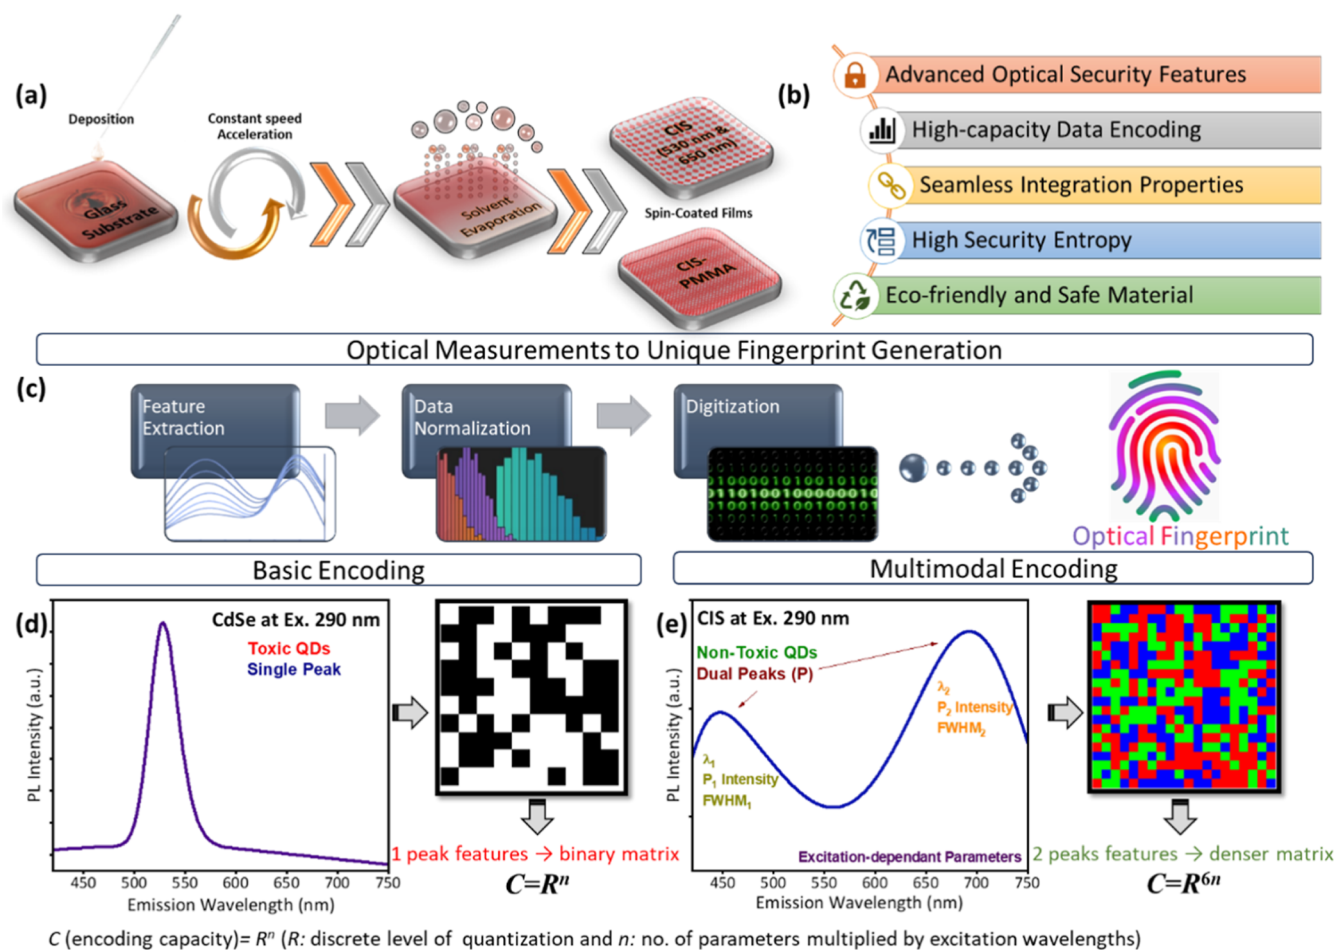 (a)
Deposition
Glass
Substrate
Constant speed
Acceleration
Solvent
Evaporation
CIS
(530 nm &
650 nm)
Spin-Coated Films
CIS-
PMMA
(b)
Advanced Optical Security Features
High-capacity Data Encoding
Seamless Integration Properties
High Security Entropy
Eco-friendly and Safe Material
Optical Measurements to Unique Fingerprint Generation
(c)
Feature
Extraction
Data
Normalization
Digitization
Optical Fingerprint
Basic Encoding
(d)
CdSe at Ex. 290 nm
Toxic QDs
Single Peak
PL Intensity (a.u.)
450 500 550 600 650 700 750
Emission Wavelength (nm)
1 peak features → binary matrix
C=Rⁿ
Multimodal Encoding
(e)
CIS at Ex. 290 nm
Non-Toxic QDs
Dual Peaks (P)
λ₁
P₁ Intensity
FWHM₁
λ₂
P₂ Intensity
FWHM₂
Excitation-dependant Parameters
PL Intensity (a.u.)
450 500 550 600 650 700 750
Emission Wavelength (nm)
2 peaks features → denser matrix
C=R⁶ⁿ
C (encoding capacity)= Rⁿ (R: discrete level of quantization and n: no. of parameters multiplied by excitation wavelengths)